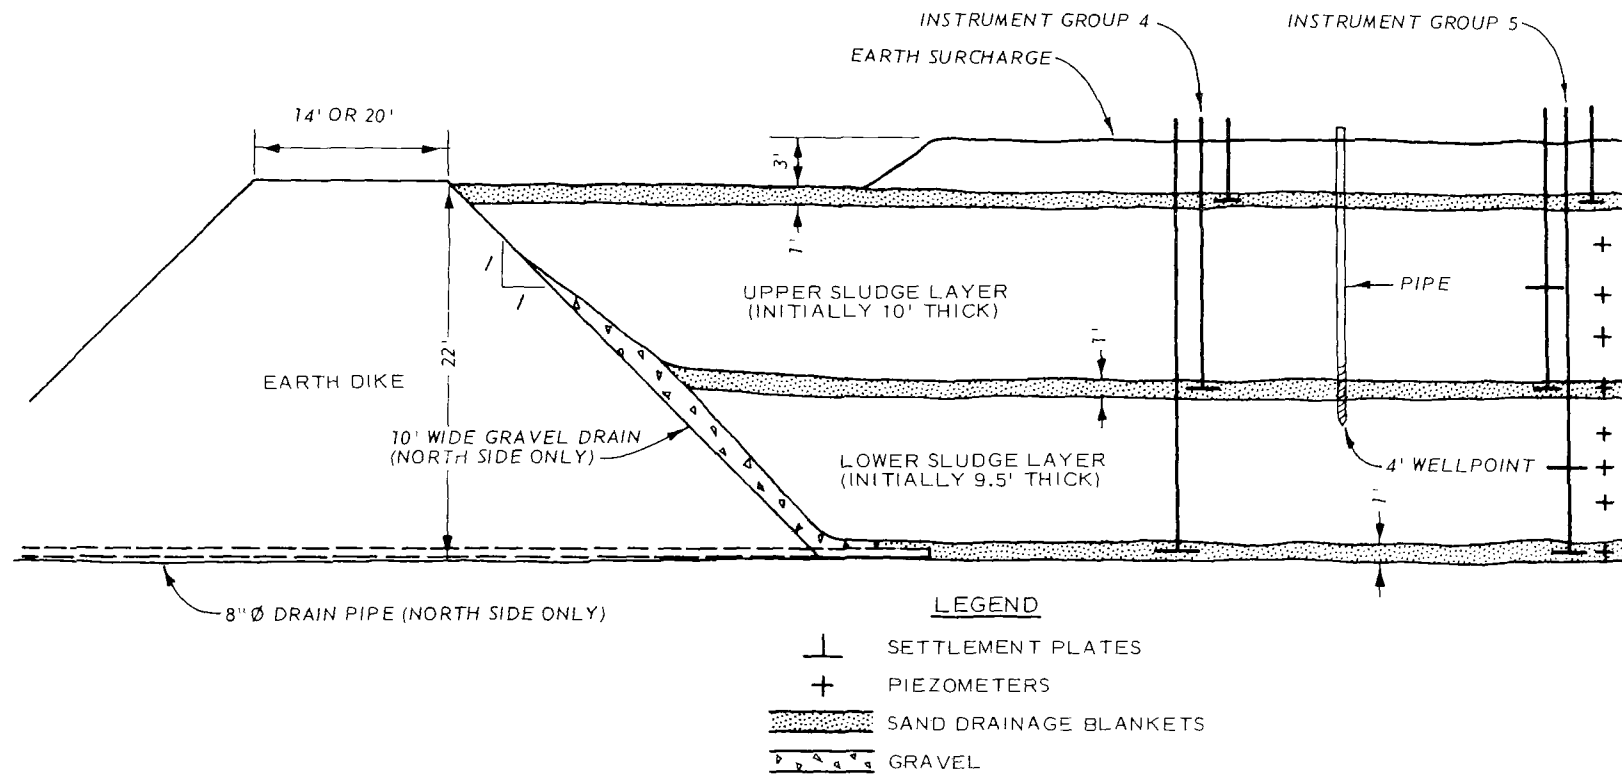 INSTRUMENT GROUP 4
INSTRUMENT GROUP 5
EARTH SURCHARGE
14' OR 20'
3'
1'
1
1
UPPER SLUDGE LAYER
(INITIALLY 10' THICK)
PIPE
22'
1'
EARTH DIKE
10' WIDE GRAVEL DRAIN
(NORTH SIDE ONLY)
LOWER SLUDGE LAYER
(INITIALLY 9.5' THICK)
4' WELLPOINT
1'
8" Ø DRAIN PIPE (NORTH SIDE ONLY)
LEGEND
SETTLEMENT PLATES
PIEZOMETERS
SAND DRAINAGE BLANKETS
GRAVEL